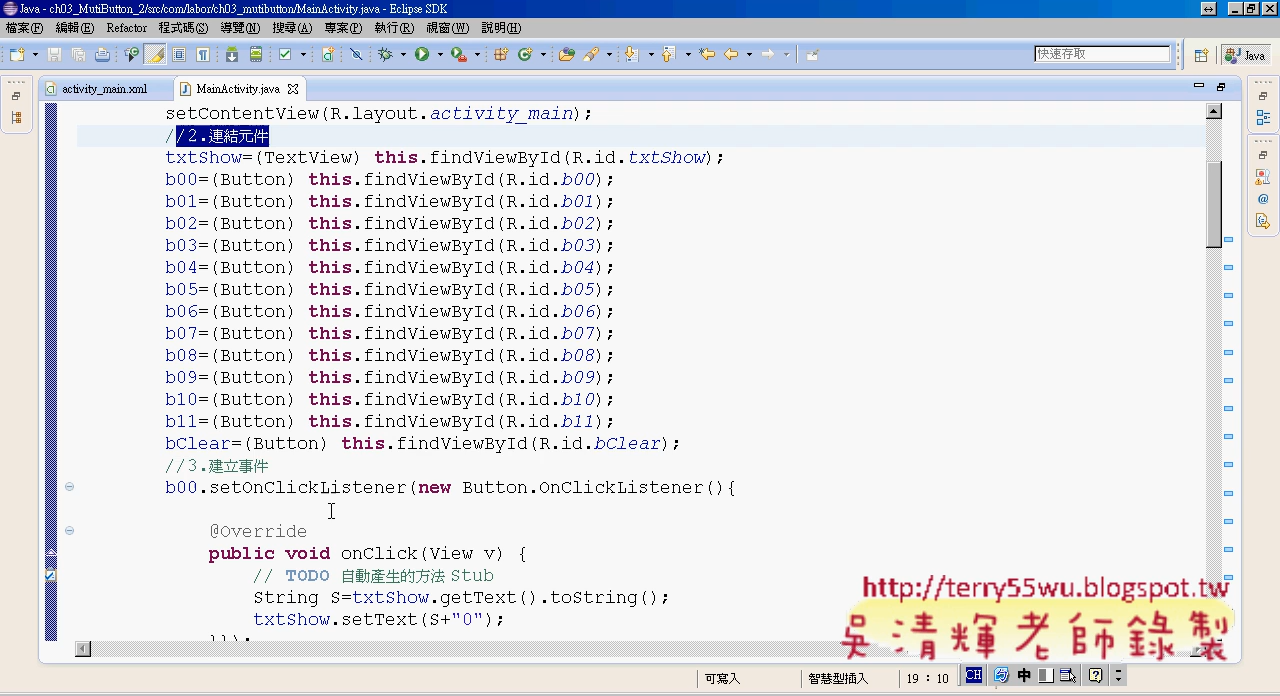 Java - ch03_MutiButton_2/src/com/labor/ch03_mutibutton/MainActivity.java - Eclipse SDK
檔案(F) 編輯(E) Refactor 程式碼(S) 導覽(N) 搜尋(A) 專案(P) 執行(R) 視窗(W) 說明(H)
快速存取 Java
activity_main.xml MainActivity.java
setContentView(R.layout.activity_main);
//2.連結元件
txtShow=(TextView) this.findViewById(R.id.txtShow);
b00=(Button) this.findViewById(R.id.b00);
b01=(Button) this.findViewById(R.id.b01);
b02=(Button) this.findViewById(R.id.b02);
b03=(Button) this.findViewById(R.id.b03);
b04=(Button) this.findViewById(R.id.b04);
b05=(Button) this.findViewById(R.id.b05);
b06=(Button) this.findViewById(R.id.b06);
b07=(Button) this.findViewById(R.id.b07);
b08=(Button) this.findViewById(R.id.b08);
b09=(Button) this.findViewById(R.id.b09);
b10=(Button) this.findViewById(R.id.b10);
b11=(Button) this.findViewById(R.id.b11);
bClear=(Button) this.findViewById(R.id.bClear);
//3.建立事件
b00.setOnClickListener(new Button.OnClickListener(){
@Override
public void onClick(View v) {
// TODO 自動產生的方法 Stub
String S=txtShow.getText().toString();
txtShow.setText(S+"0");
}});
http://terry55wu.blogspot.tw
吳清輝老師錄製
可寫入 智慧型插入 19 : 10 CH 中